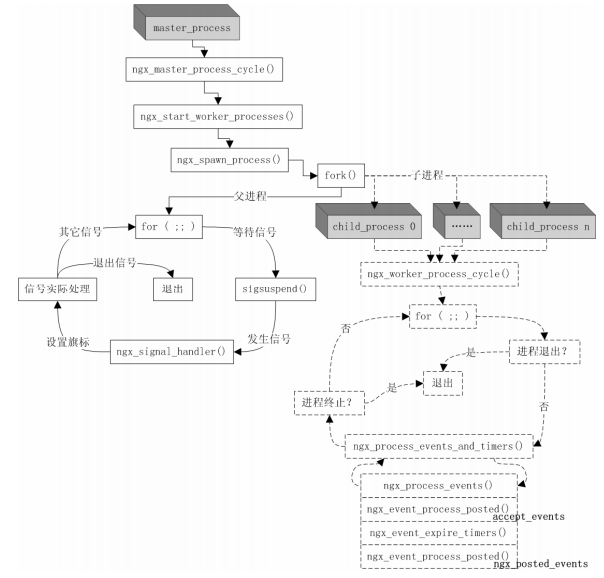 master_process
ngx_master_process_cycle()
ngx_start_worker_processes()
ngx_spawn_process()
fork()
子进程
父进程
child_process 0
......
child_process n
for ( ;; )
其它信号
等待信号
退出信号
信号实际处理
退出
sigsuspend()
设置旗标
发生信号
ngx_signal_handler()
ngx_worker_process_cycle()
for ( ;; )
否
是
进程退出?
退出
是
进程终止?
否
ngx_process_events_and_timers()
ngx_process_events()
ngx_event_process_posted()
accept_events
ngx_event_expire_timers()
ngx_event_process_posted()
ngx_posted_events